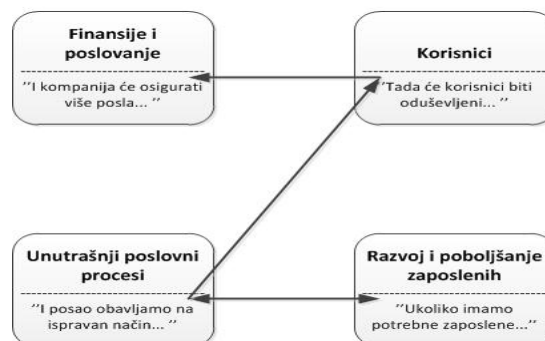 Finansije i
poslovanje
’’I kompanija će osigurati
više posla... ’’
Korisnici
’’Tada će korisnici biti
oduševljeni... ’’
Unutrašnji poslovni
procesi
’’I posao obavljamo na
ispravan način... ’’
Razvoj i poboljšanje
zaposlenih
’’Ukoliko imamo
potrebne zaposlene...’’